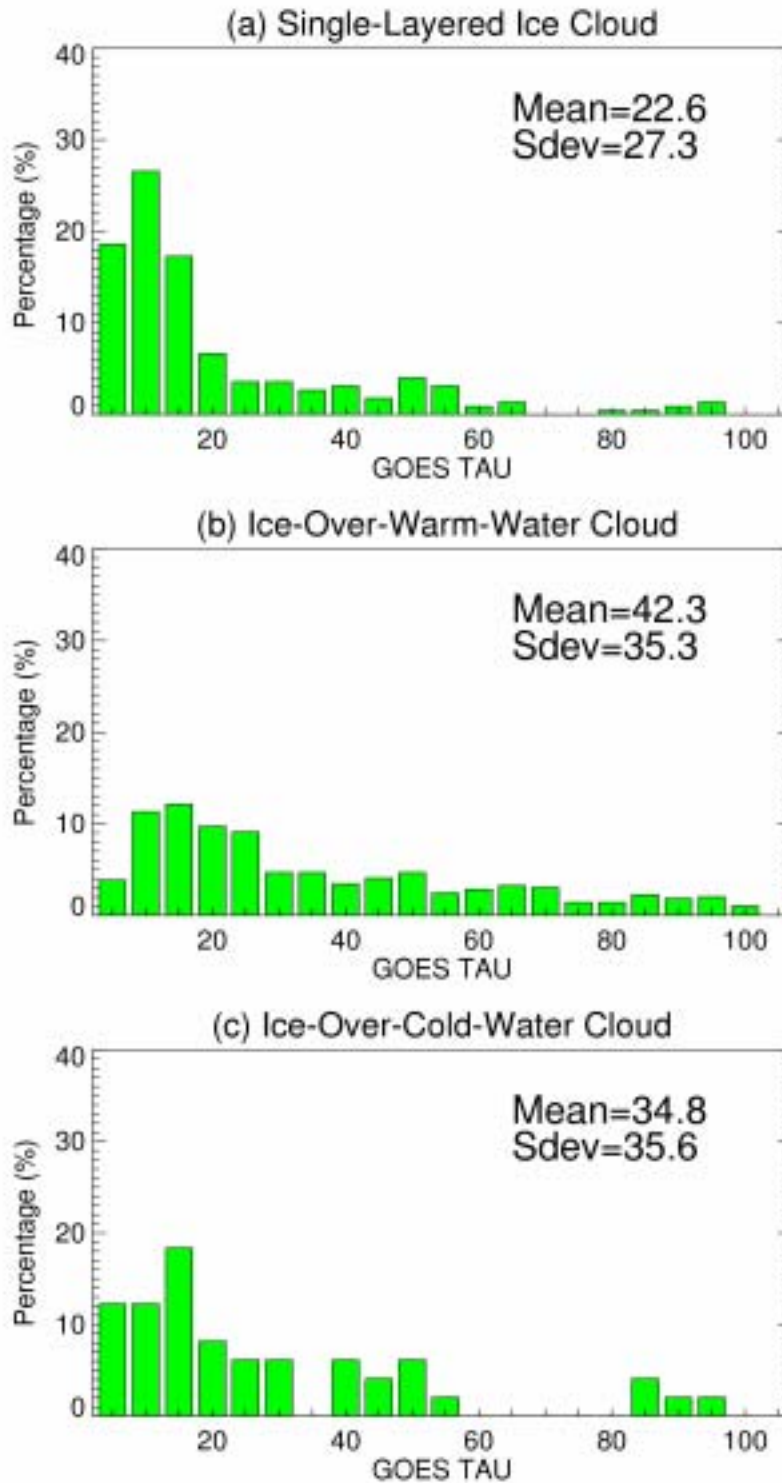 (a) Single-Layered Ice Cloud
40
30
20
10
0
Percentage (%)
Mean=22.6
Sdev=27.3
20 40 60 80 100
GOES TAU
(b) Ice-Over-Warm-Water Cloud
40
30
20
10
0
Percentage (%)
Mean=42.3
Sdev=35.3
20 40 60 80 100
GOES TAU
(c) Ice-Over-Cold-Water Cloud
40
30
20
10
0
Percentage (%)
Mean=34.8
Sdev=35.6
20 40 60 80 100
GOES TAU